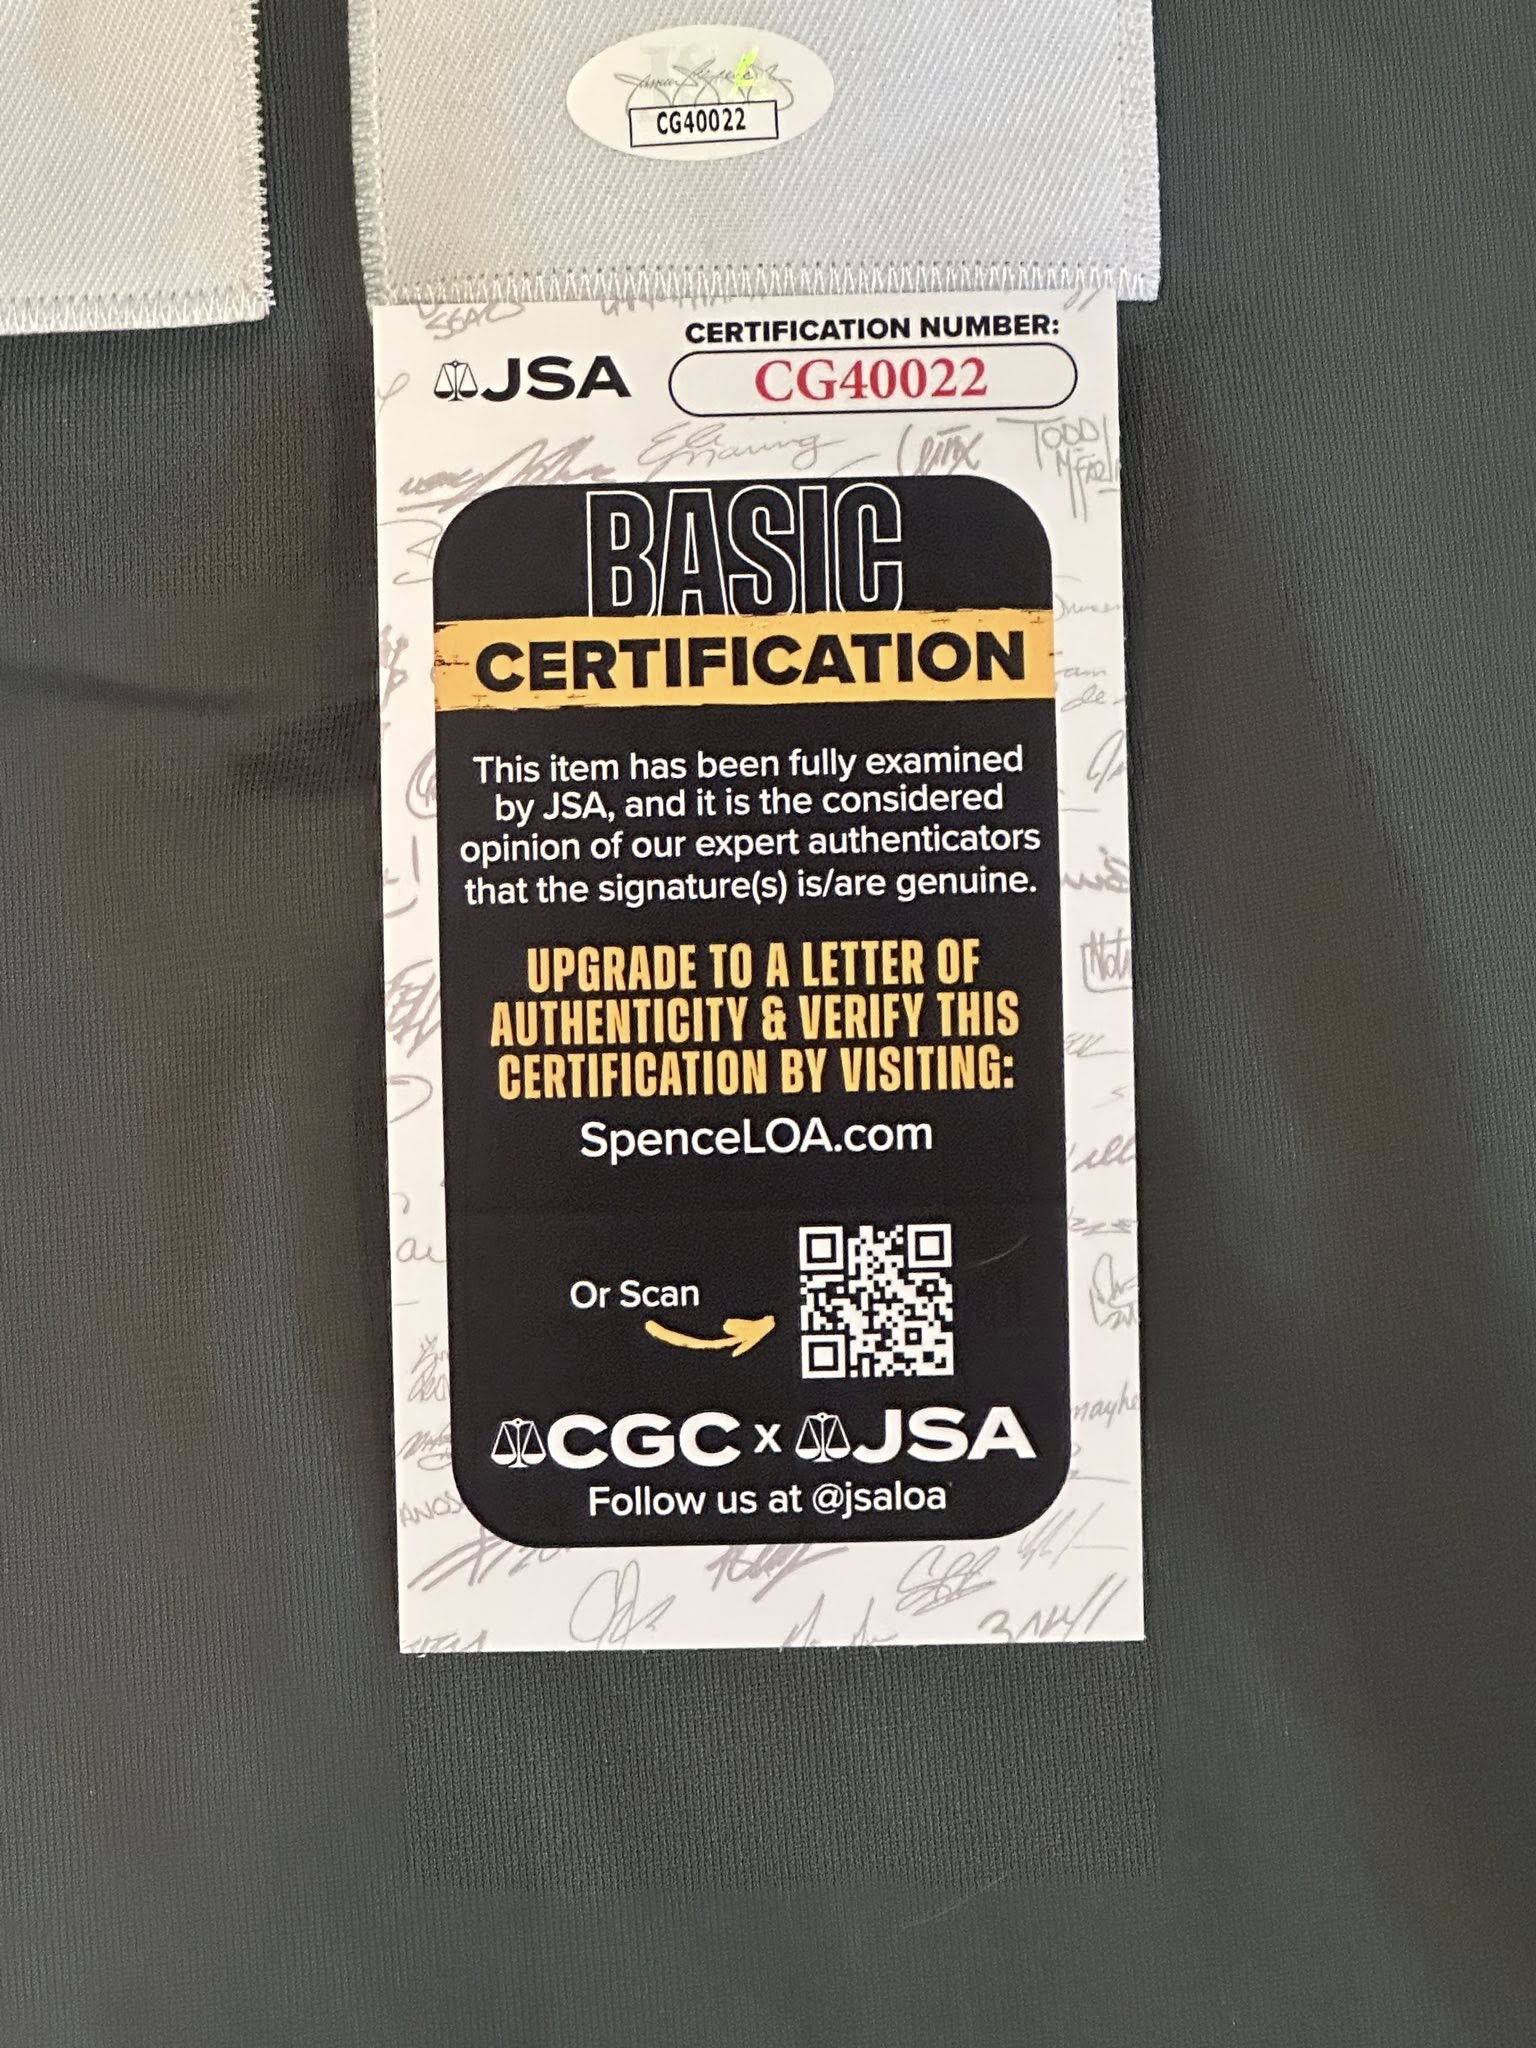 CG40022
CERTIFICATION NUMBER:
JSA
CG40022
TODD
BASIC
CERTIFICATION
This item has been fully examined
by JSA, and it is the considered
opinion of our expert authenticators
that the signature(s) is/are genuine.
UPGRADE TO A LETTER OF
AUTHENTICITY & VERIFY THIS
CERTIFICATION BY VISITING:
SpenceLOA.com
Or Scan
CGC x JSA
Follow us at @jsaloa